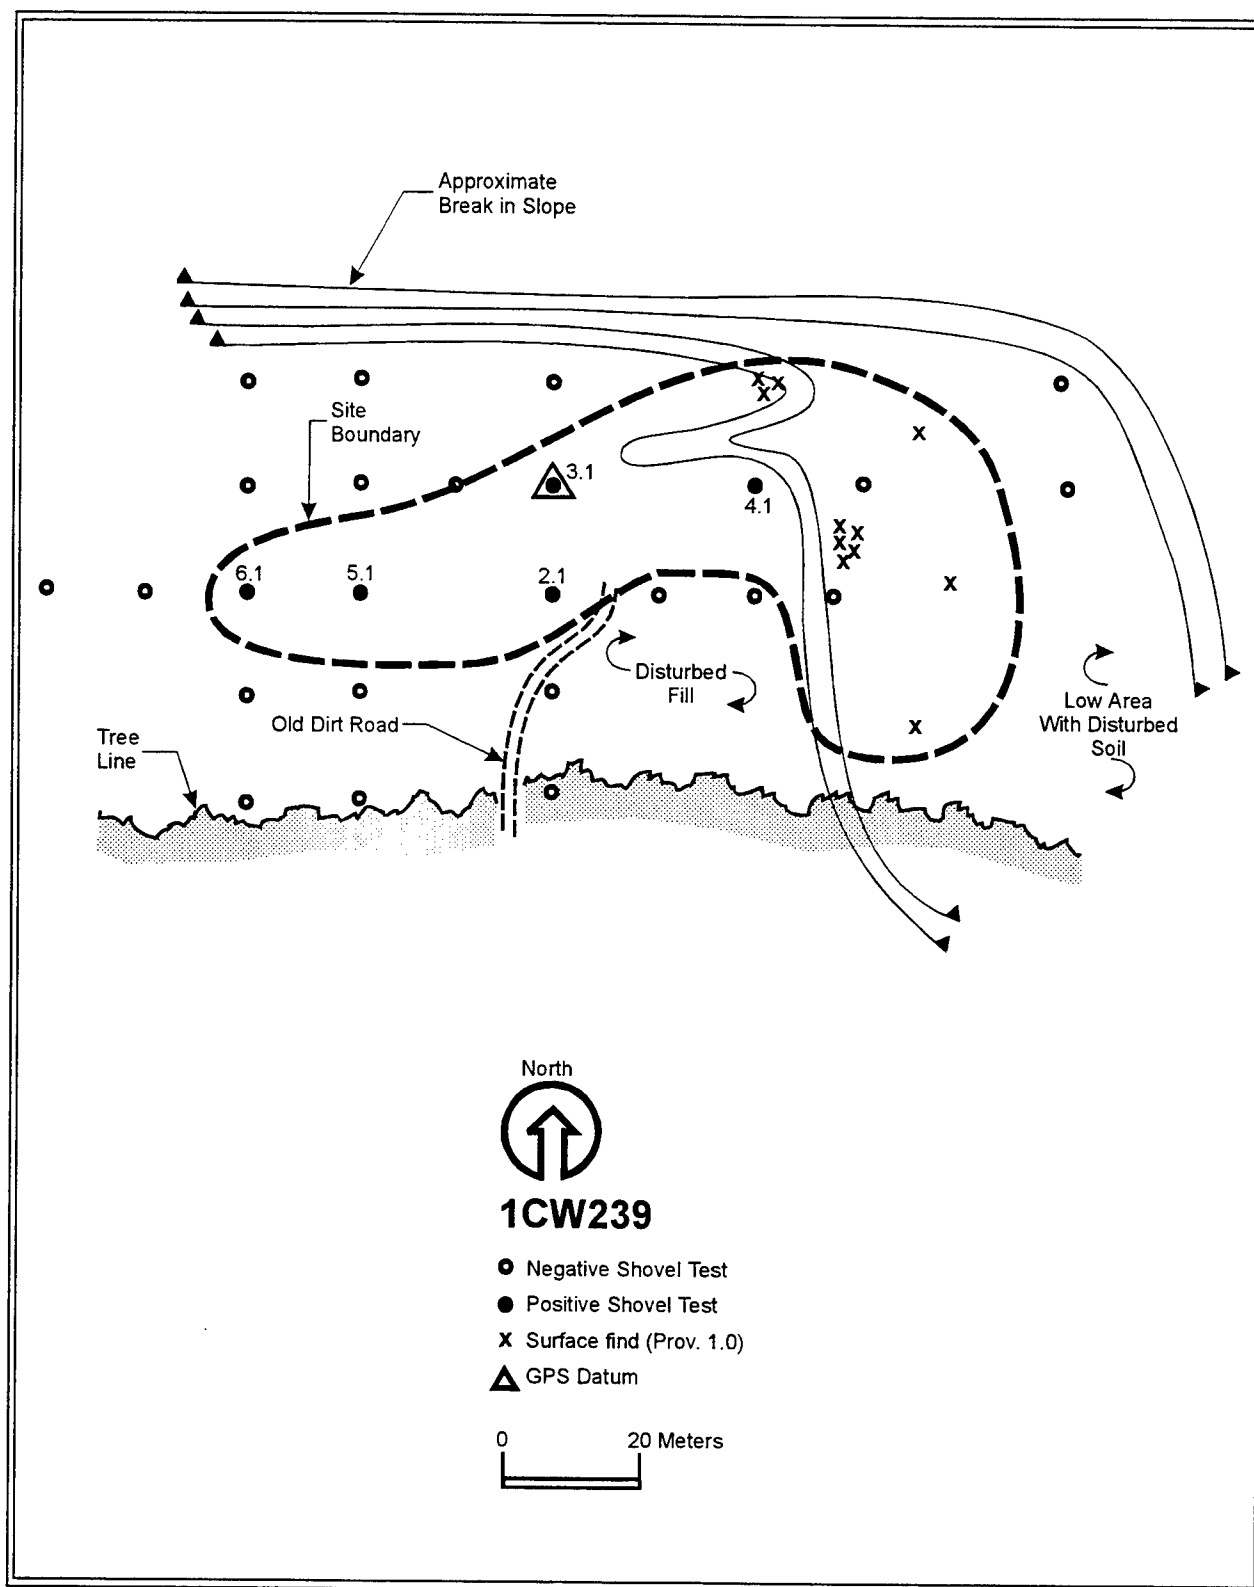 Approximate
Break in Slope
Site
Boundary
3.1
4.1
6.1
5.1
2.1
Disturbed
Fill
Low Area
With Disturbed
Soil
Old Dirt Road
Tree
Line
North
1CW239
Negative Shovel Test
Positive Shovel Test
x Surface find (Prov. 1.0)
GPS Datum
0 20 Meters